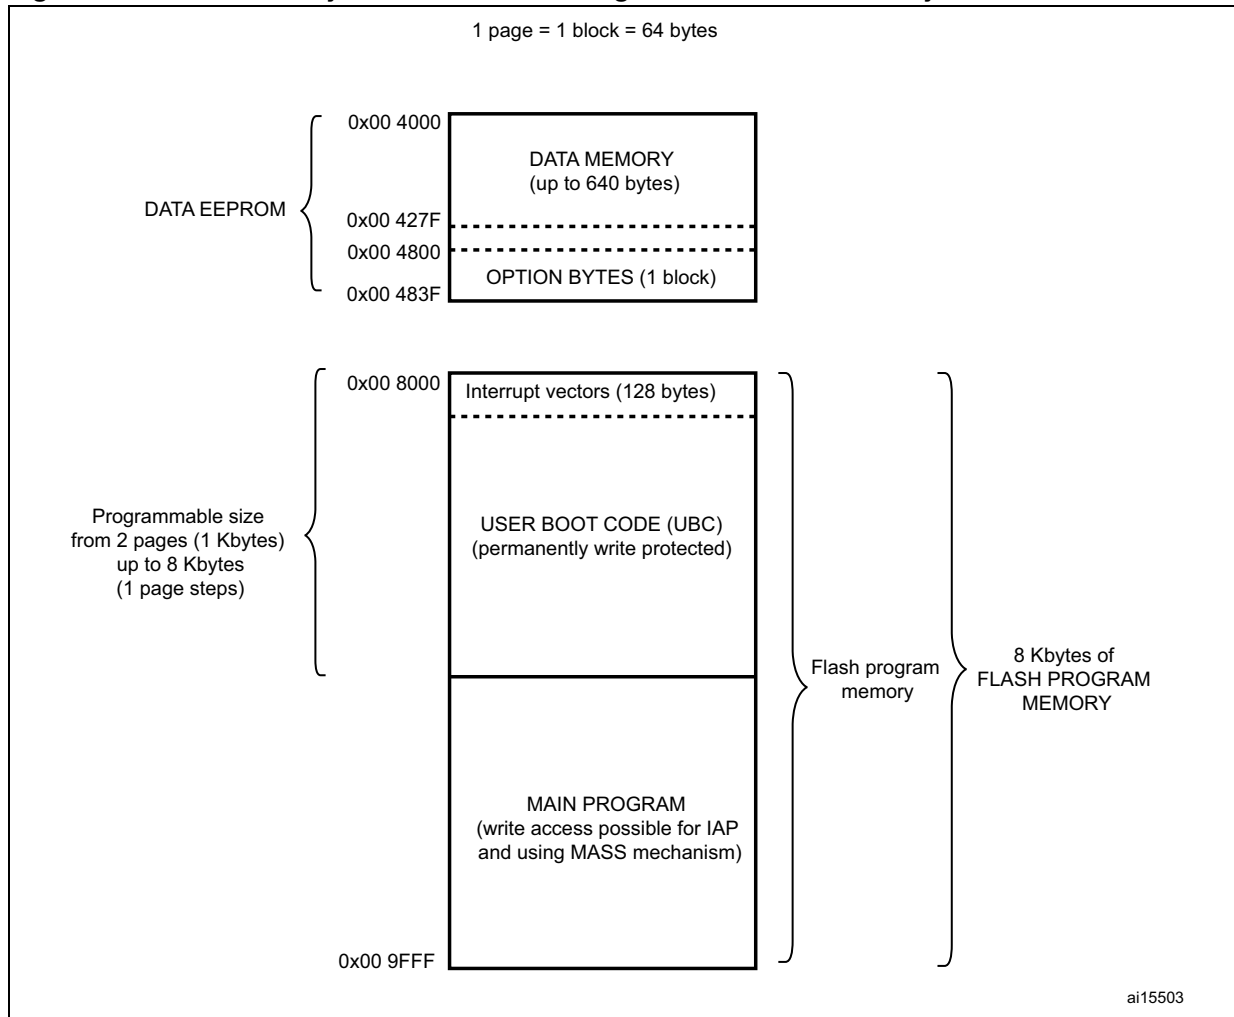 1 page = 1 block = 64 bytes
0x00 4000
DATA MEMORY
(up to 640 bytes)
DATA EEPROM
0x00 427F
0x00 4800
OPTION BYTES (1 block)
0x00 483F
0x00 8000
Interrupt vectors (128 bytes)
Programmable size
from 2 pages (1 Kbytes)
up to 8 Kbytes
(1 page steps)
USER BOOT CODE (UBC)
(permanently write protected)
Flash program
memory
8 Kbytes of
FLASH PROGRAM
MEMORY
MAIN PROGRAM
(write access possible for IAP
and using MASS mechanism)
0x00 9FFF
ai15503